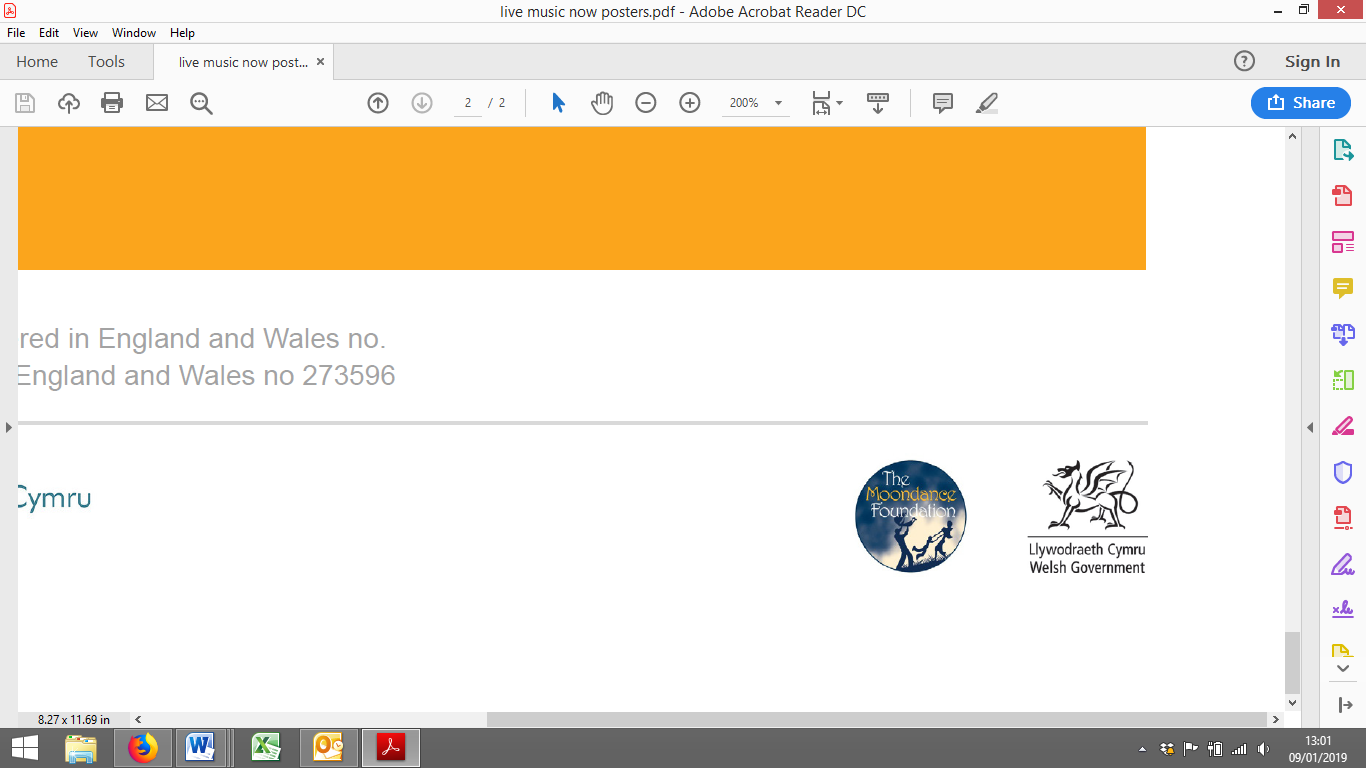 live music now posters.pdf - Adobe Acrobat Reader DC
File Edit View Window Help
Home Tools live music now post... Sign In
2 / 2 200% Share
red in England and Wales no.
England and Wales no 273596
Cymru
The
Moondance
Foundation
Llywodraeth Cymru
Welsh Government
8.27 x 11.69 in
13:01
09/01/2019